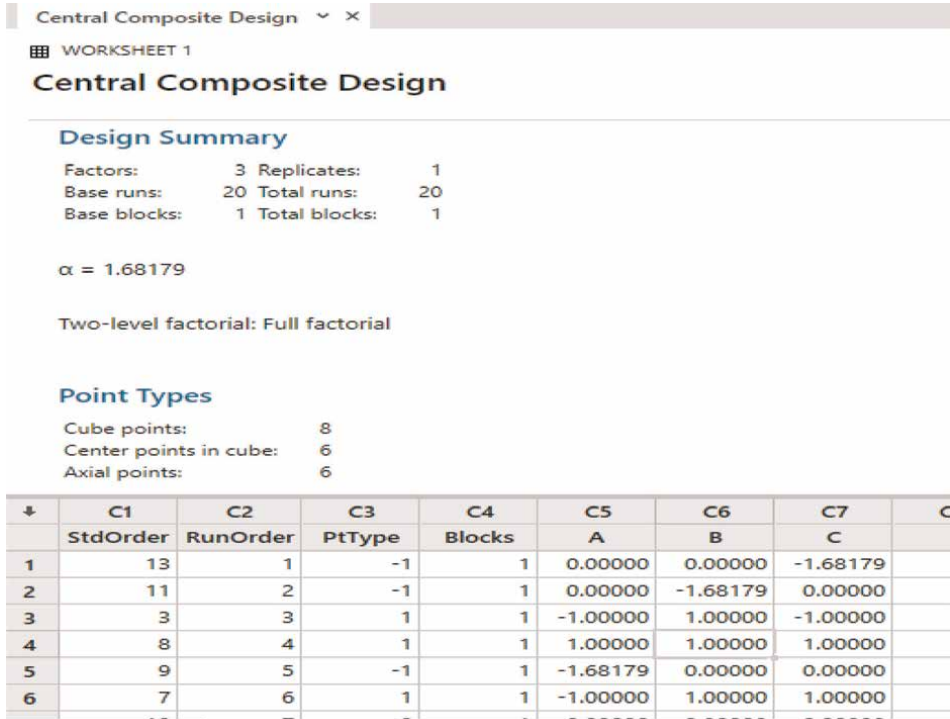 Central Composite Design
WORKSHEET 1
Central Composite Design
Design Summary
Factors: 3 Replicates: 1
Base runs: 20 Total runs: 20
Base blocks: 1 Total blocks: 1
α = 1.68179
Two-level factorial: Full factorial
Point Types
Cube points: 8
Center points in cube: 6
Axial points: 6
C1 C2 C3 C4 C5 C6 C7
StdOrder RunOrder PtType Blocks A B C
1 13 1 -1 1 0.00000 0.00000 -1.68179
2 11 2 -1 1 0.00000 -1.68179 0.00000
3 3 3 1 1 -1.00000 1.00000 -1.00000
4 8 4 1 1 1.00000 1.00000 1.00000
5 9 5 -1 1 -1.68179 0.00000 0.00000
6 7 6 1 1 -1.00000 1.00000 1.00000